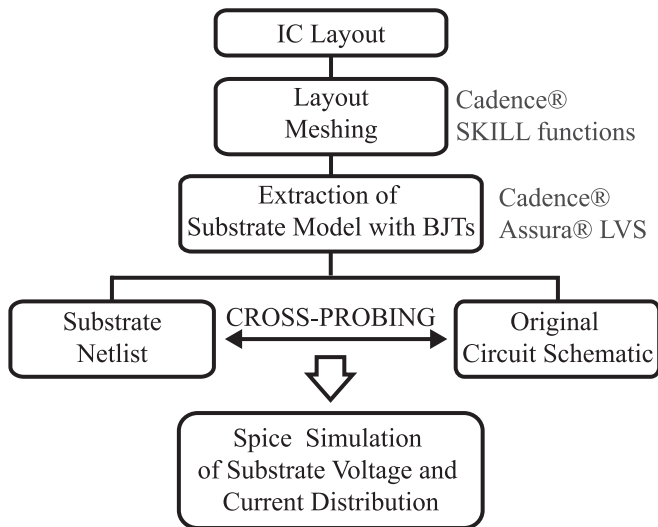 IC Layout
Layout
Meshing
Cadence®
SKILL functions
Extraction of
Substrate Model with BJTs
Cadence®
Assura® LVS
Substrate
Netlist
CROSS-PROBING
Original
Circuit Schematic
Spice Simulation
of Substrate Voltage and
Current Distribution